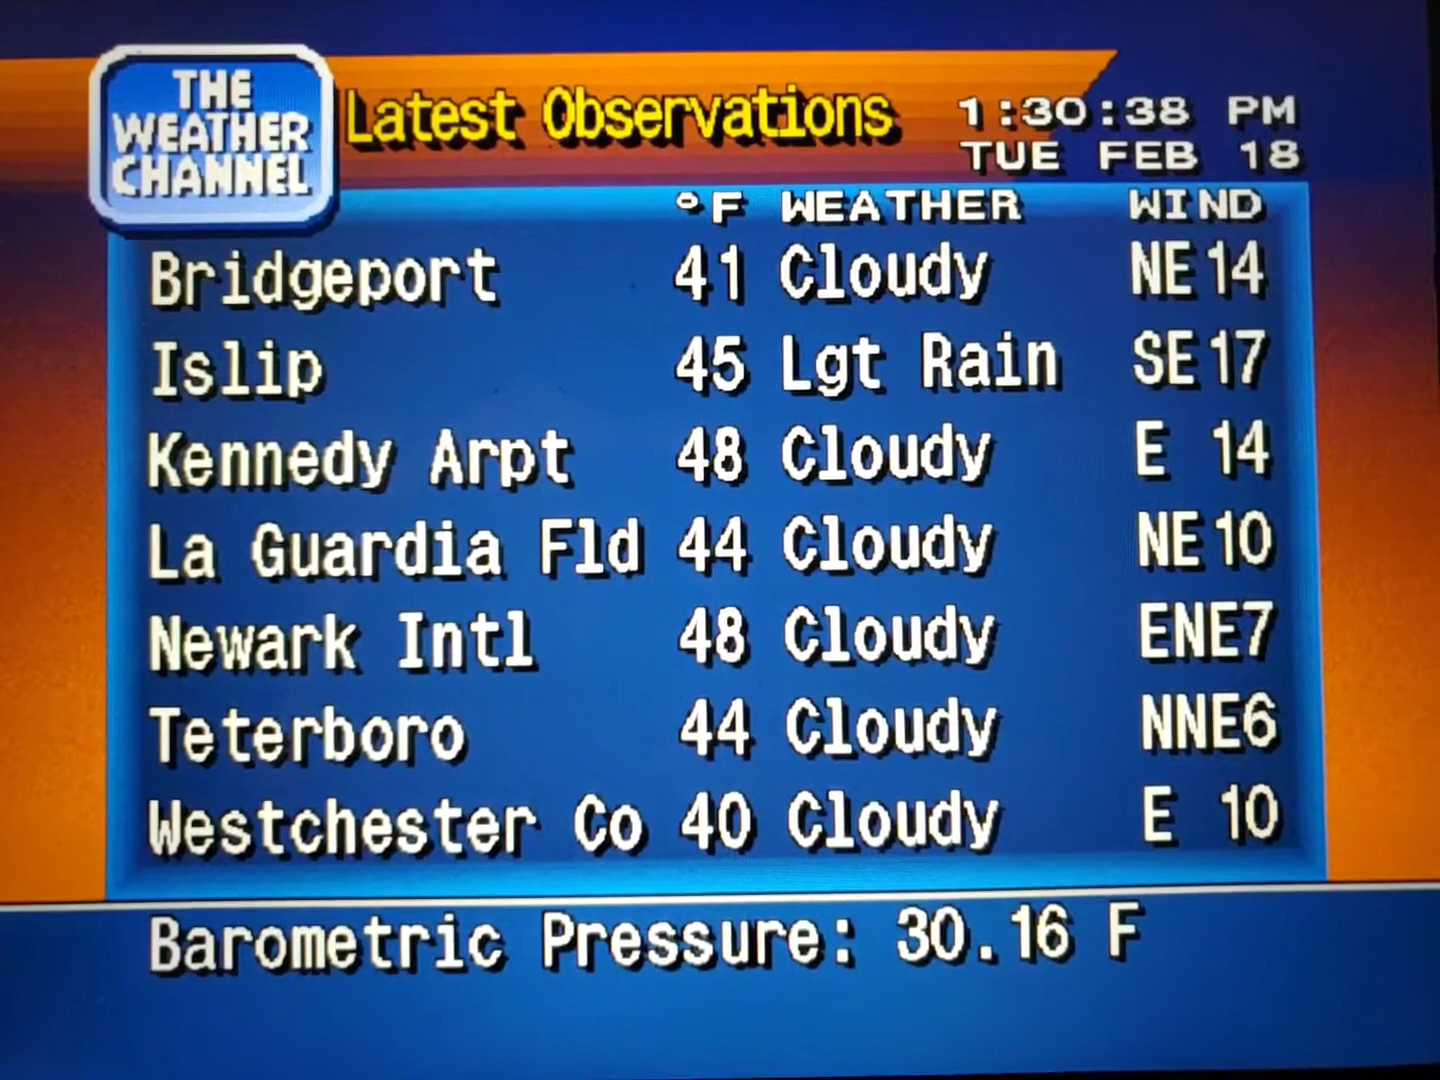 THE
WEATHER
CHANNEL
Latest Observations
1:30:38 PM
TUE FEB 18
°F WEATHER WIND
Bridgeport 41 Cloudy NE 14
Islip 45 Lgt Rain SE 17
Kennedy Arpt 48 Cloudy E 14
La Guardia Fld 44 Cloudy NE 10
Newark Intl 48 Cloudy ENE7
Teterboro 44 Cloudy NNE6
Westchester Co 40 Cloudy E 10
Barometric Pressure: 30.16 F